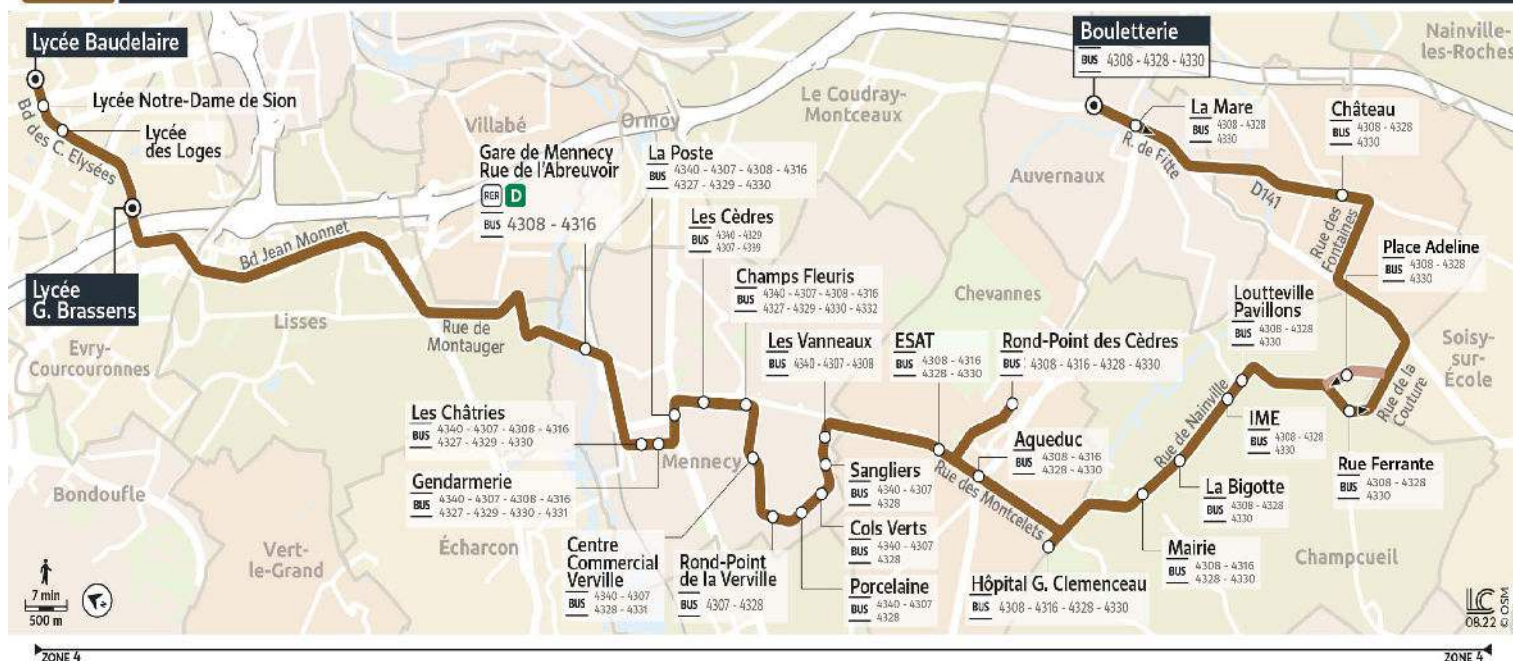 Lycée Baudelaire
Lycée Notre-Dame de Sion
Lycée
des Loges
Bd des C. Elysées
Lycée
G. Brassens
Bd Jean Monnet
Rue de
Montauger
Evry-
Courcouronnes
Lisses
Bondoufle
Vert-
le-Grand
Écharcon
Villabé
Ormoy
Le Coudray-
Montceaux
Auvernaux
Nainville-
les-Roches
Chevannes
Soisy-
sur-
École
Champcueil
Mennecy
Gare de Mennecy
Rue de l'Abreuvoir
RER D
BUS 4308 - 4316
Les Châtries
BUS 4340 - 4307 - 4308 - 4316
4327 - 4329 - 4330
Gendarmerie
BUS 4340 - 4307 - 4308 - 4316
4327 - 4329 - 4330 - 4331
La Poste
BUS 4340 - 4307 - 4308 - 4316
4327 - 4329 - 4330
Les Cèdres
BUS 4340 - 4329
4307 - 4339
Champs Fleuris
BUS 4340 - 4307 - 4308 - 4316
4327 - 4329 - 4330 - 4332
Centre
Commercial
Verville
BUS 4340 - 4307
4328 - 4331
Rond-Point
de la Verville
BUS 4307 - 4328
Porcelaine
BUS 4340 - 4307
4328
Cols Verts
BUS 4340 - 4307
4328
Sangliers
BUS 4340 - 4307
4328
Les Vanneaux
BUS 4340 - 4307 - 4308
ESAT
BUS 4308 - 4316
4328 - 4330
Rond-Point des Cèdres
BUS 4308 - 4316 - 4328 - 4330
Aqueduc
BUS 4308 - 4316
4328 - 4330
Rue des Montcelets
Hôpital G. Clemenceau
BUS 4308 - 4316 - 4328 - 4330
Mairie
BUS 4308 - 4316
4328 - 4330
La Bigotte
BUS 4308 - 4328
4330
Rue de Nainville
IME
BUS 4308 - 4328
4330
Loutteville
Pavillons
BUS 4308 - 4328
4330
Rue Ferrante
BUS 4308 - 4328
4330
Place Adeline
BUS 4308 - 4328
4330
Rue de la
Couture
Rue des
Fontaines
Château
BUS 4308 - 4328
4330
D141
R. de Fitte
La Mare
BUS 4308 - 4328
4330
Bouletterie
BUS 4308 - 4328 - 4330
7 min
500 m
LC
08.22 © OSM
ZONE 4
ZONE 4